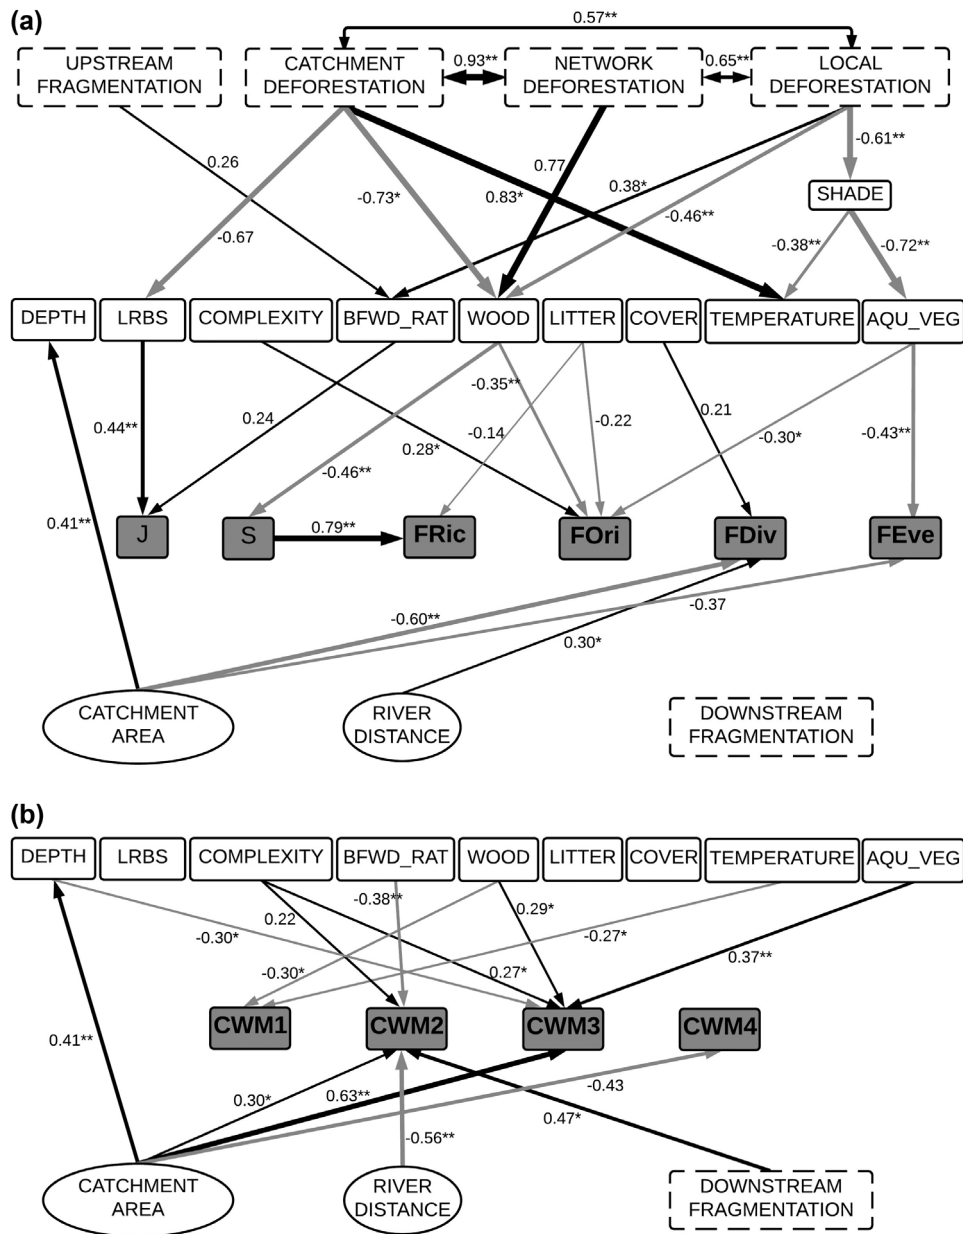 (a)
0.57**
UPSTREAM
FRAGMENTATION
CATCHMENT
DEFORESTATION
0.93**
NETWORK
DEFORESTATION
0.65**
LOCAL
DEFORESTATION
0.26
-0.67
-0.73*
0.83*
0.77
0.38*
-0.46**
-0.61**
SHADE
-0.38**
-0.72**
DEPTH
LRBS
COMPLEXITY
BFWD_RAT
WOOD
LITTER
COVER
TEMPERATURE
AQU_VEG
0.44**
0.24
-0.46**
-0.35**
0.28*
-0.14
-0.22
0.21
-0.30*
-0.43**
0.41**
J
S
0.79**
FRic
FOri
FDiv
FEve
-0.60**
0.30*
-0.37
CATCHMENT
AREA
RIVER
DISTANCE
DOWNSTREAM
FRAGMENTATION
(b)
DEPTH
LRBS
COMPLEXITY
BFWD_RAT
WOOD
LITTER
COVER
TEMPERATURE
AQU_VEG
-0.30*
0.22
-0.38**
-0.30*
0.29*
0.27*
-0.27*
0.37**
CWM1
CWM2
CWM3
CWM4
0.41**
0.30*
0.63**
-0.56**
-0.43
0.47*
CATCHMENT
AREA
RIVER
DISTANCE
DOWNSTREAM
FRAGMENTATION